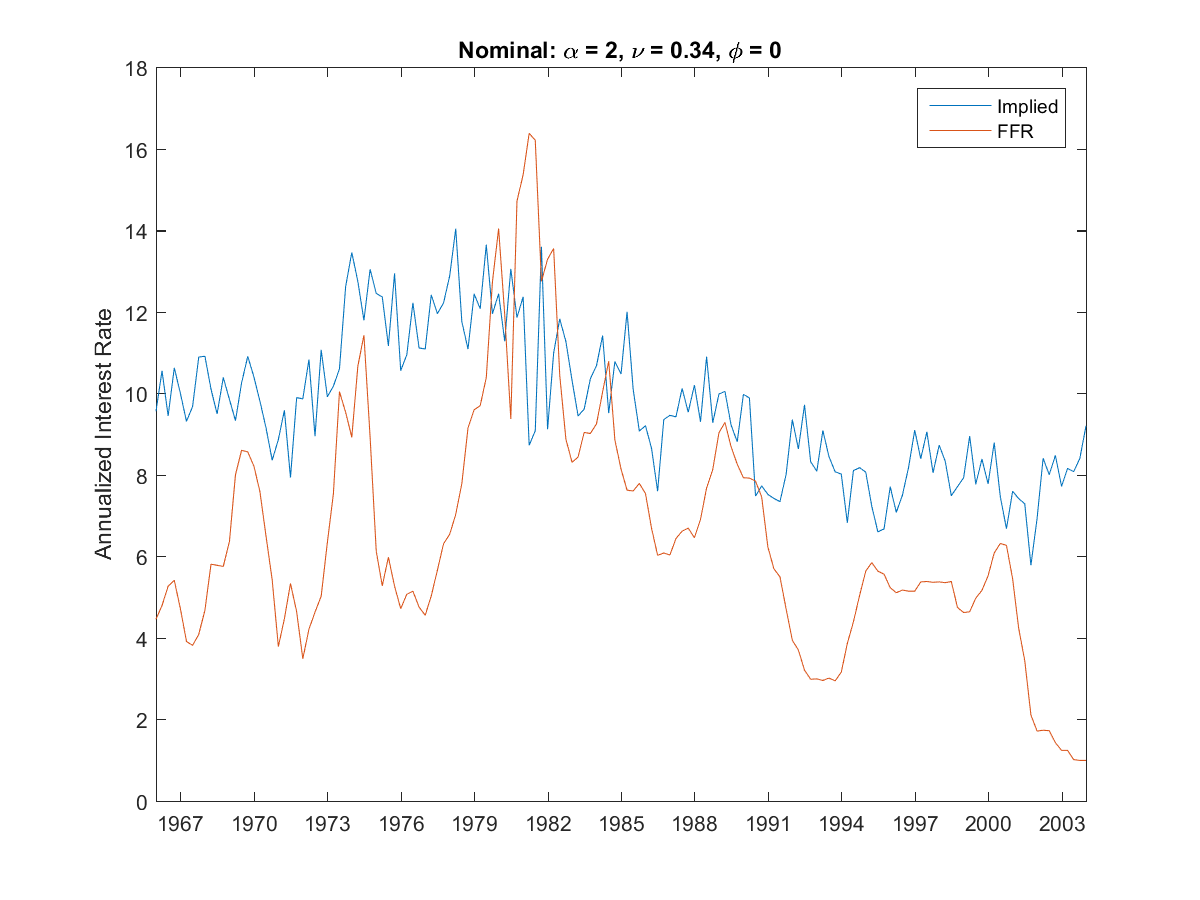 Nominal: α = 2, ν = 0.34, ϕ = 0
Implied
FFR
Annualized Interest Rate
18
16
14
12
10
8
6
4
2
0
1967 1970 1973 1976 1979 1982 1985 1988 1991 1994 1997 2000 2003